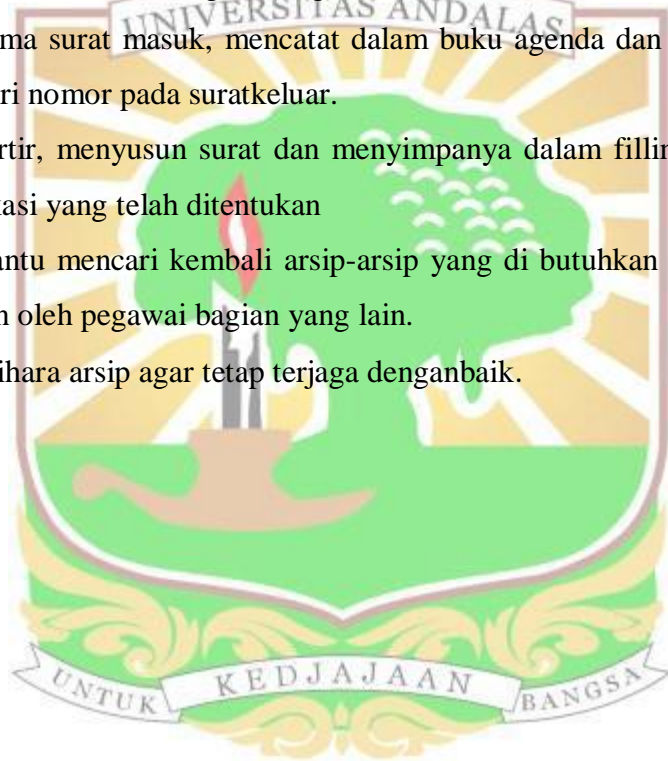 UNIVERSITAS ANDALAS
ma surat masuk, mencatat dalam buku agenda dan
ri nomor pada suratkeluar.
rtir, menyusun surat dan menyimpanya dalam fillin
kasi yang telah ditentukan
antu mencari kembali arsip-arsip yang di butuhkan
n oleh pegawai bagian yang lain.
ihara arsip agar tetap terjaga denganbaik.
UNTUK KEDJAJAAN BANGSA